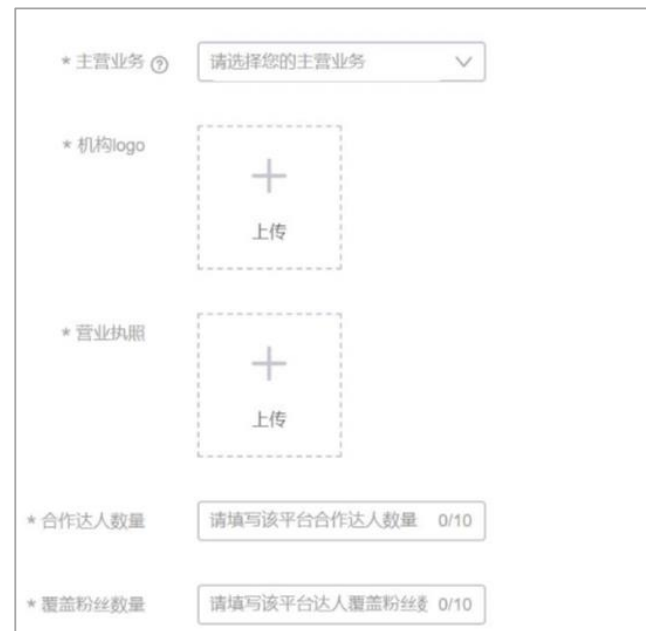 * 主营业务 ? 请选择您的主营业务
* 机构logo
上传
* 营业执照
上传
* 合作达人数量 请填写该平台合作达人数量 0/10
* 覆盖粉丝数量 请填写该平台达人覆盖粉丝 0/10